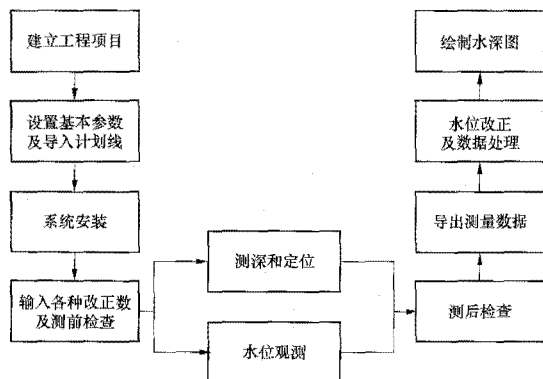 建立工程项目
设置基本参数
及导入计划线
系统安装
输入各种改正数
及测前检查
测深和定位
水位观测
测后检查
导出测量数据
水位改正
及数据处理
绘制水深图